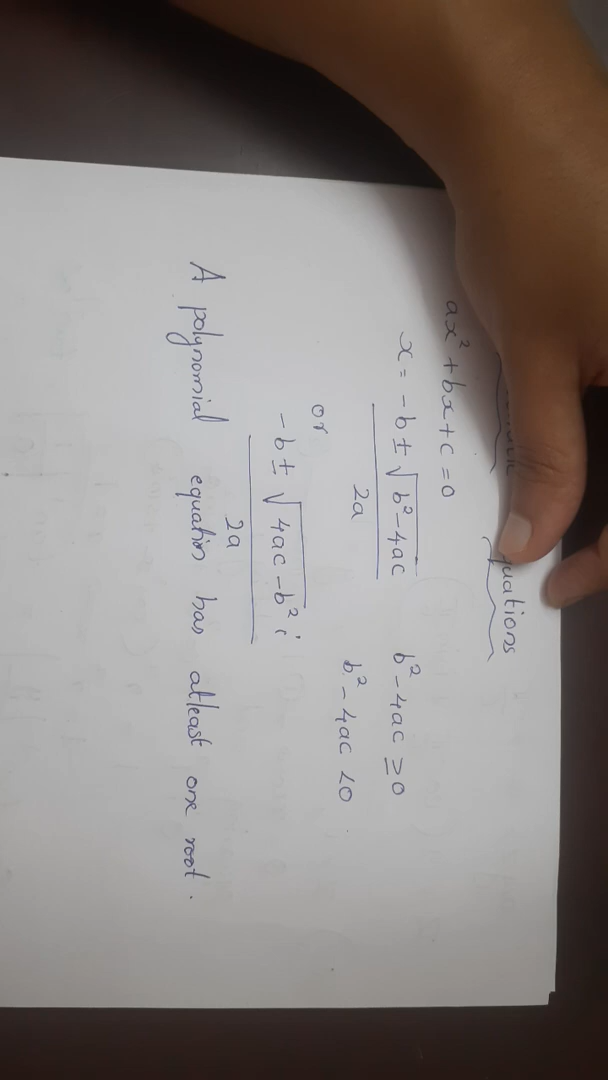 Equations
ax² + bx + c = 0
x = -b ± √(b² - 4ac) / 2a    b² - 4ac ≥ 0
or    b² - 4ac < 0
-b ± √(4ac - b²) i / 2a
A polynomial equation has atleast one root.